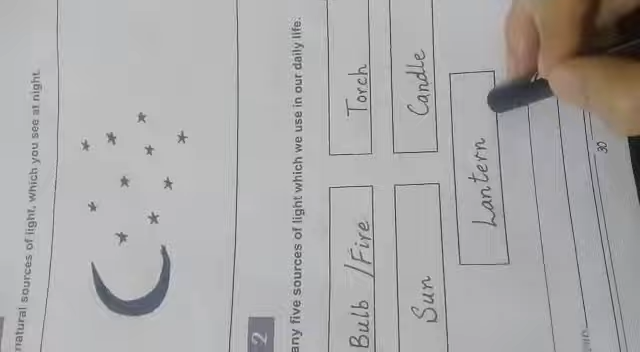 natural sources of light, which you see at night.
2
any five sources of light which we use in our daily life.
Bulb /Fire
Torch
Sun
Candle
Lantern
30